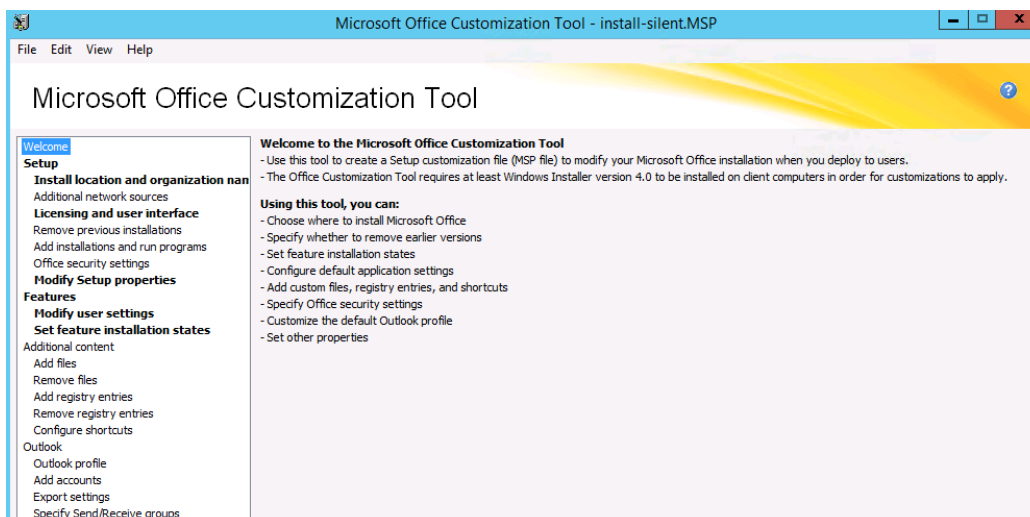 Microsoft Office Customization Tool - install-silent.MSP
File Edit View Help
Microsoft Office Customization Tool
Welcome
Setup
Install location and organization nan
Additional network sources
Licensing and user interface
Remove previous installations
Add installations and run programs
Office security settings
Modify Setup properties
Features
Modify user settings
Set feature installation states
Additional content
Add files
Remove files
Add registry entries
Remove registry entries
Configure shortcuts
Outlook
Outlook profile
Add accounts
Export settings
Specify Send/Receive groups
Welcome to the Microsoft Office Customization Tool
- Use this tool to create a Setup customization file (MSP file) to modify your Microsoft Office installation when you deploy to users.
- The Office Customization Tool requires at least Windows Installer version 4.0 to be installed on client computers in order for customizations to apply.
Using this tool, you can:
- Choose where to install Microsoft Office
- Specify whether to remove earlier versions
- Set feature installation states
- Configure default application settings
- Add custom files, registry entries, and shortcuts
- Specify Office security settings
- Customize the default Outlook profile
- Set other properties